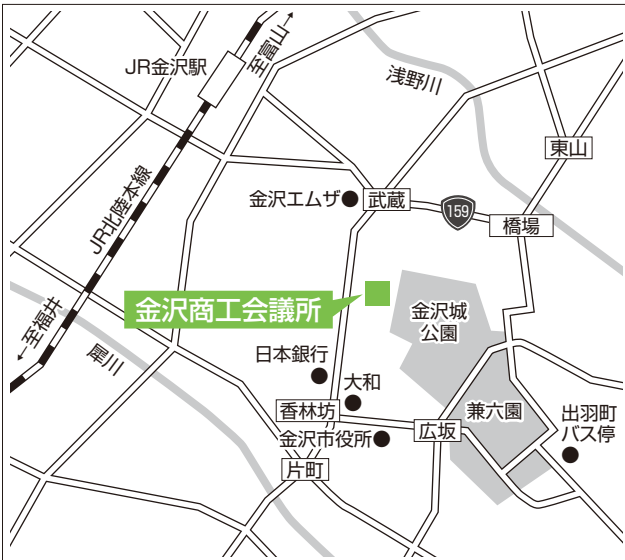 JR金沢駅
至富山→
浅野川
東山
金沢エムザ
武蔵
159
橋場
JR北陸本線
金沢商工会議所
金沢城
公園
←至福井
犀川
日本銀行
大和
香林坊
兼六園
出羽町
バス停
金沢市役所
広坂
片町